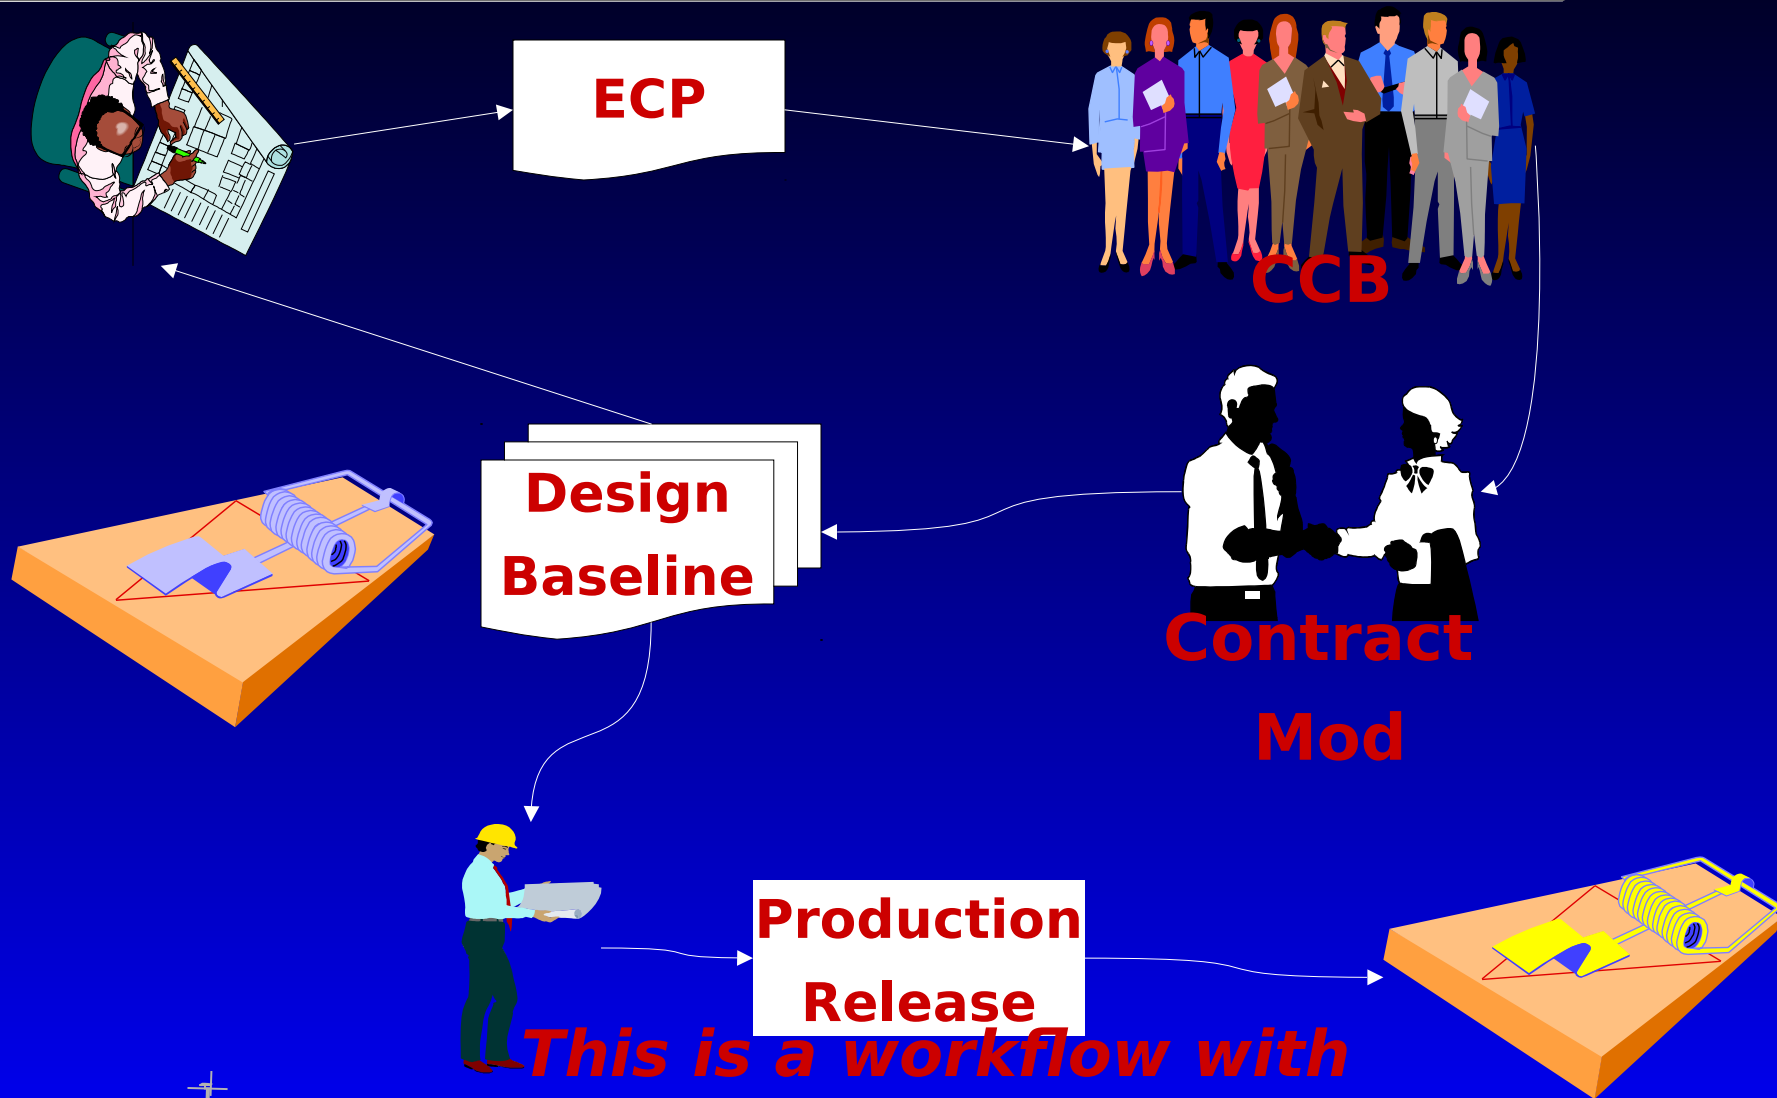 ECP
CCB
Design
Baseline
Contract
Mod
Production
Release
This is a workflow with